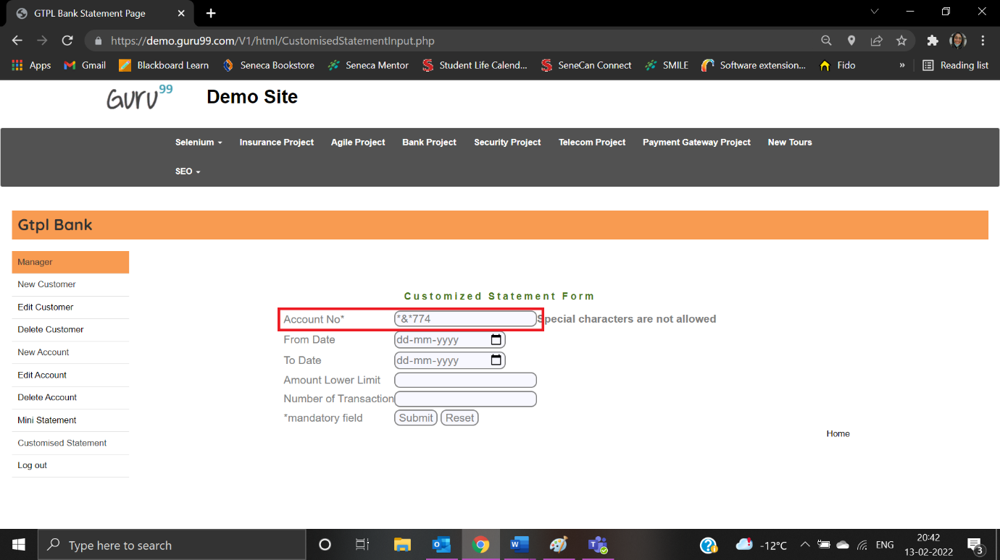 GTPL Bank Statement Page
https://demo.guru99.com/V1/html/CustomisedStatementInput.php
Apps Gmail Blackboard Learn Seneca Bookstore Seneca Mentor Student Life Calend... SeneCan Connect SMILE Software extension... Fido » Reading list
Guru99 Demo Site
Selenium Insurance Project Agile Project Bank Project Security Project Telecom Project Payment Gateway Project New Tours
SEO
Gtpl Bank
Manager
New Customer
Edit Customer
Delete Customer
New Account
Edit Account
Delete Account
Mini Statement
Customised Statement
Log out
Customized Statement Form
Account No* *&*774 Special characters are not allowed
From Date dd-mm-yyyy
To Date dd-mm-yyyy
Amount Lower Limit
Number of Transaction
*mandatory field Submit Reset
Home
Type here to search
-12°C ENG 20:42
13-02-2022 3